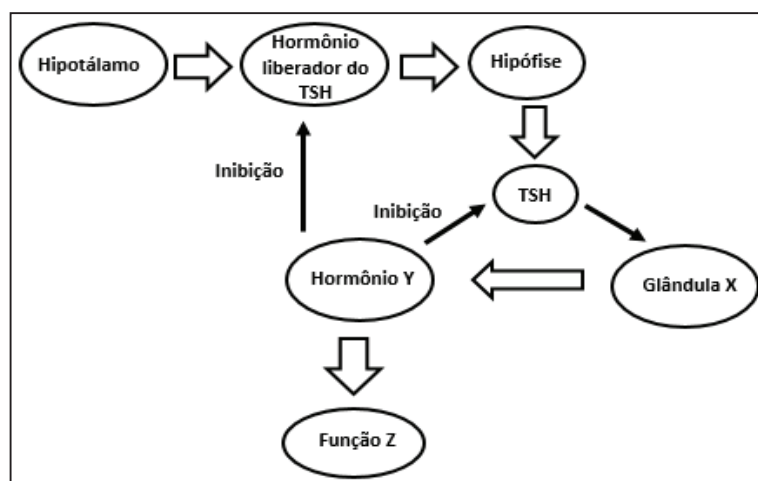 Hipotálamo
Hormônio
liberador do
TSH
Hipófise
Inibição
TSH
Inibição
Hormônio Y
Glândula X
Função Z